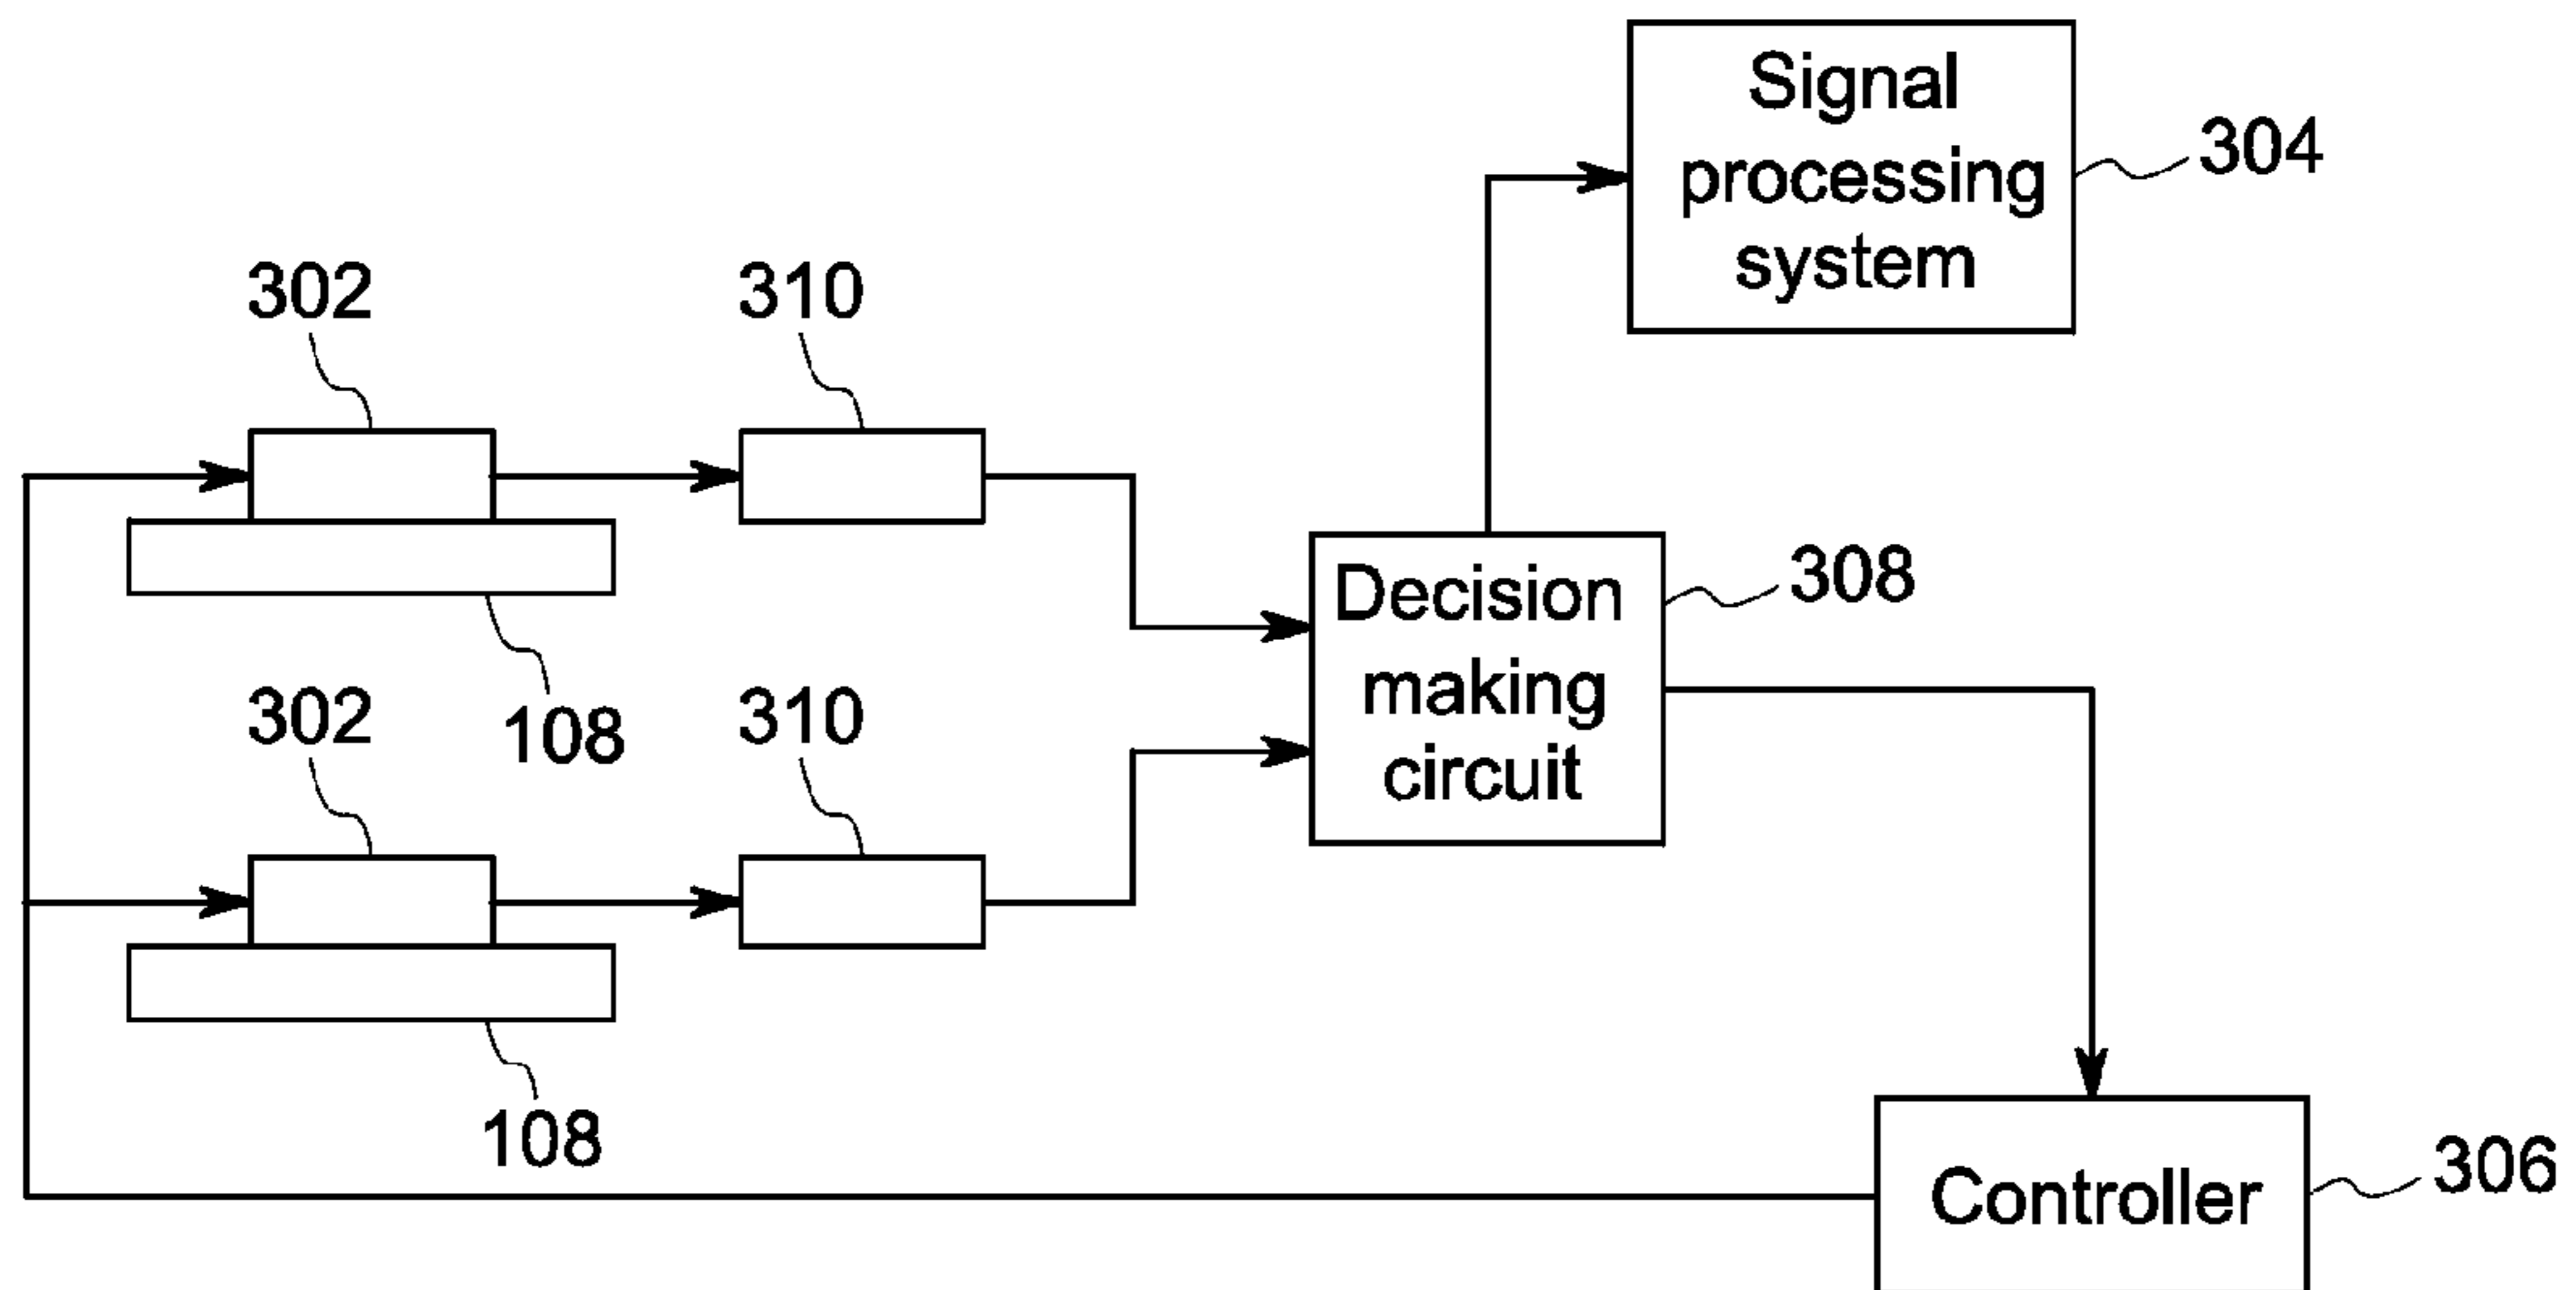 Signal
processing
system
304
302
310
Decision
making
circuit
308
302
108
310
108
Controller
306